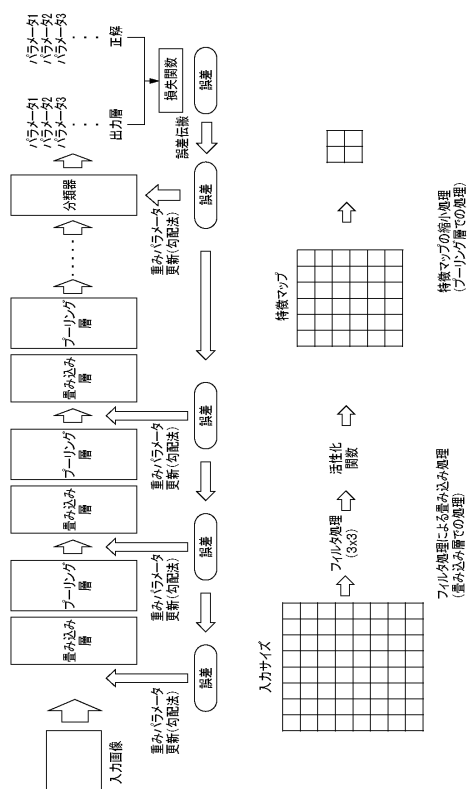 入力画像
畳み込み
層
プーリング
層
畳み込み
層
プーリング
層
畳み込み
層
プーリング
層
・・・・・・
分類器
パラメータ1
パラメータ2
パラメータ3
・
・
・
出力層
パラメータ1
パラメータ2
パラメータ3
・
・
・
正解
損失関数
誤差
誤差伝搬
誤差
重みパラメータ
更新(勾配法)
誤差
重みパラメータ
更新(勾配法)
誤差
重みパラメータ
更新(勾配法)
誤差
重みパラメータ
更新(勾配法)
入力サイズ
フィルタ処理
(3x3)
活性化
関数
特徴マップ
フィルタ処理による畳み込み処理
(畳み込み層での処理)
特徴マップの縮小処理
(プーリング層での処理)